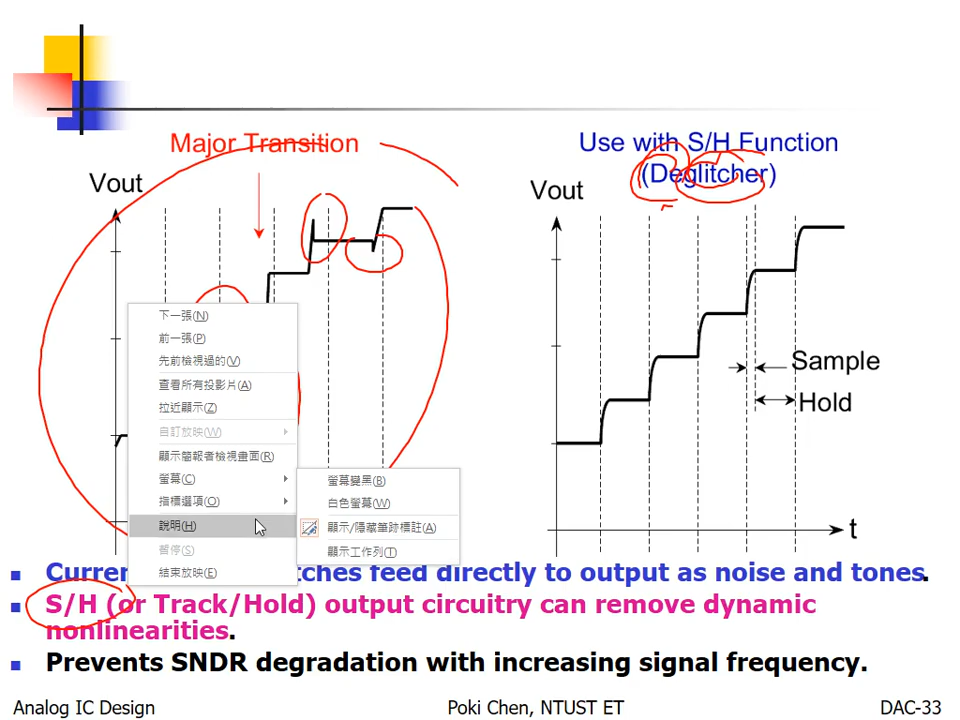 Major Transition
Use with S/H Function
(Deglitcher)
Vout
Vout
Sample
Hold
t
下一張(N)
前一張(P)
先前檢視過的(V)
查看所有投影片(A)
拉近顯示(Z)
自訂放映(W)
顯示簡報者檢視畫面(R)
螢幕(C)
指標選項(O)
說明(H)
暫停(S)
結束放映(E)
螢幕變黑(B)
白色螢幕(W)
顯示/隱藏筆跡標註(A)
顯示工作列(T)
feed directly to output as noise and tones.
S/H (or Track/Hold) output circuitry can remove dynamic
nonlinearities.
Prevents SNDR degradation with increasing signal frequency.
Analog IC Design
Poki Chen, NTUST ET
DAC-33